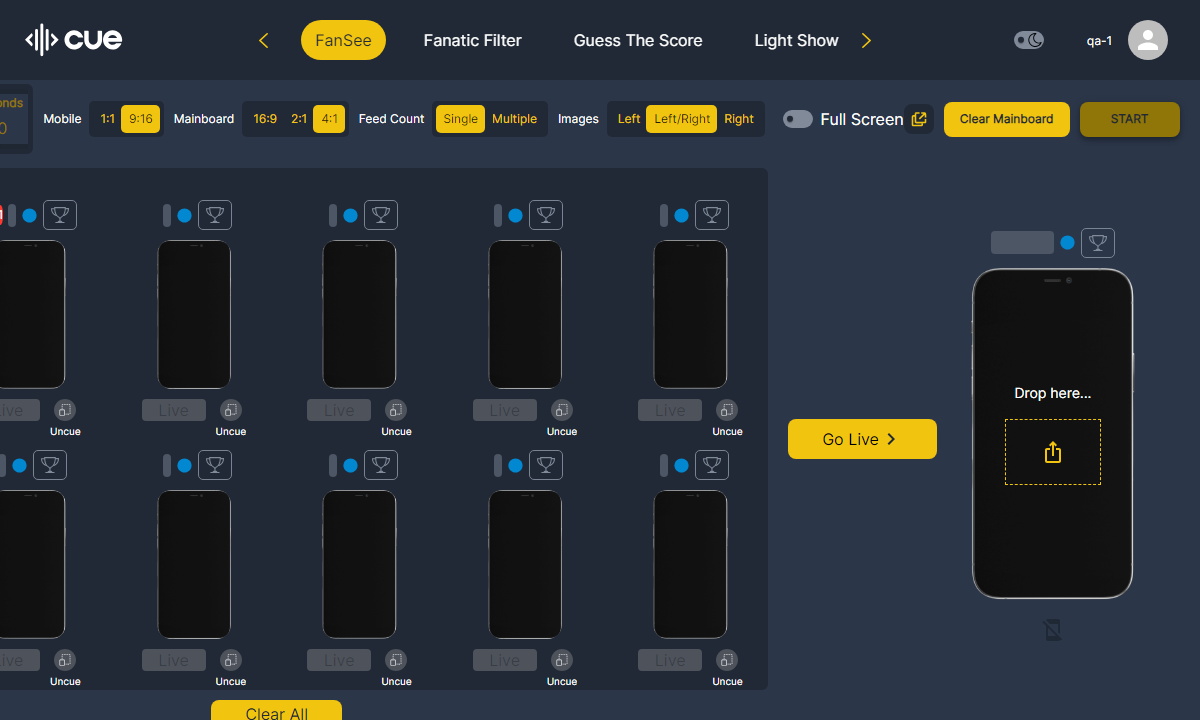 cue
FanSee
Fanatic Filter
Guess The Score
Light Show
qa-1
onds
0
Mobile
1:1
9:16
Mainboard
16:9
2:1
4:1
Feed Count
Single
Multiple
Images
Left
Left/Right
Right
Full Screen
Clear Mainboard
START
Live
Live
Live
Live
Live
Uncue
Uncue
Uncue
Uncue
Uncue
Go Live
Drop here...
Live
Live
Live
Live
Live
Uncue
Uncue
Uncue
Uncue
Uncue
Clear All